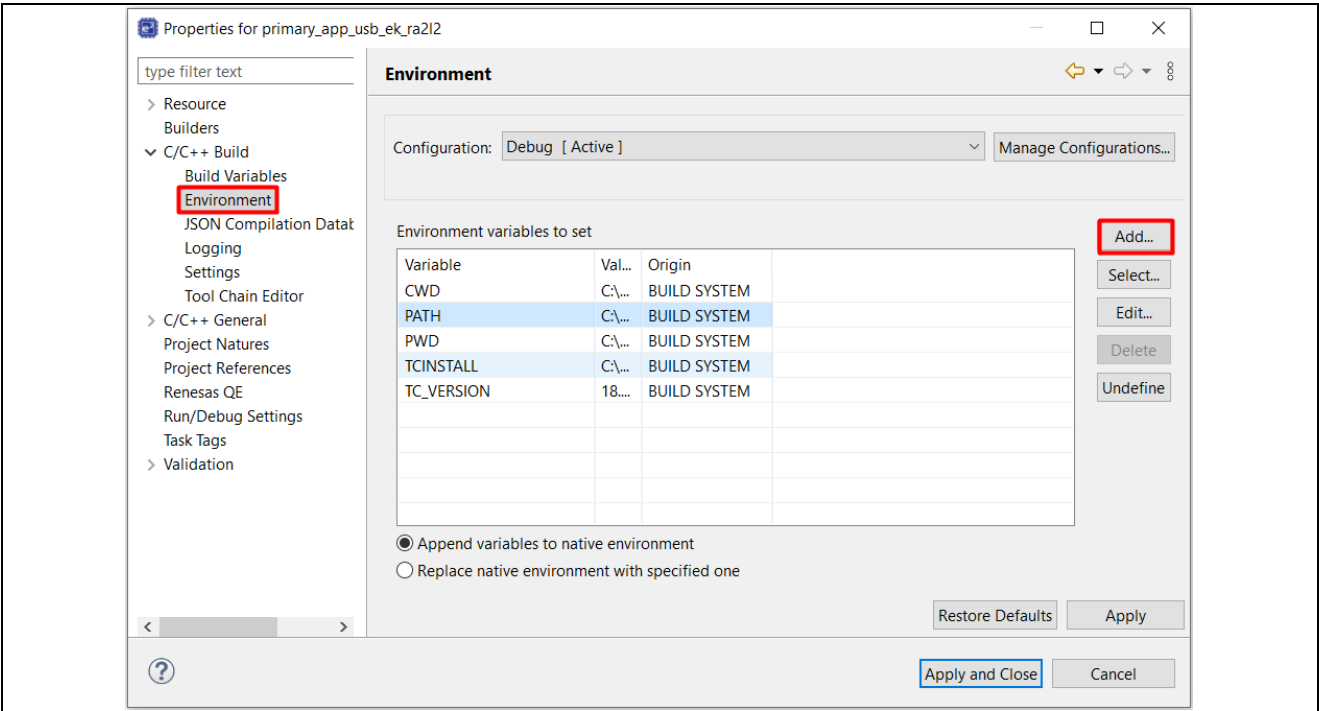 Properties for primary_app_usb_ek_ra2l2
type filter text
Resource
Builders
C/C++ Build
Build Variables
Environment
JSON Compilation Datab
Logging
Settings
Tool Chain Editor
C/C++ General
Project Natures
Project References
Renesas QE
Run/Debug Settings
Task Tags
Validation
Environment
Configuration: Debug [ Active ] Manage Configurations...
Environment variables to set
Variable Val... Origin
CWD C:\... BUILD SYSTEM
PATH C:\... BUILD SYSTEM
PWD C:\... BUILD SYSTEM
TCINSTALL C:\... BUILD SYSTEM
TC_VERSION 18.... BUILD SYSTEM
Add...
Select...
Edit...
Delete
Undefine
Append variables to native environment
Replace native environment with specified one
Restore Defaults Apply
? Apply and Close Cancel